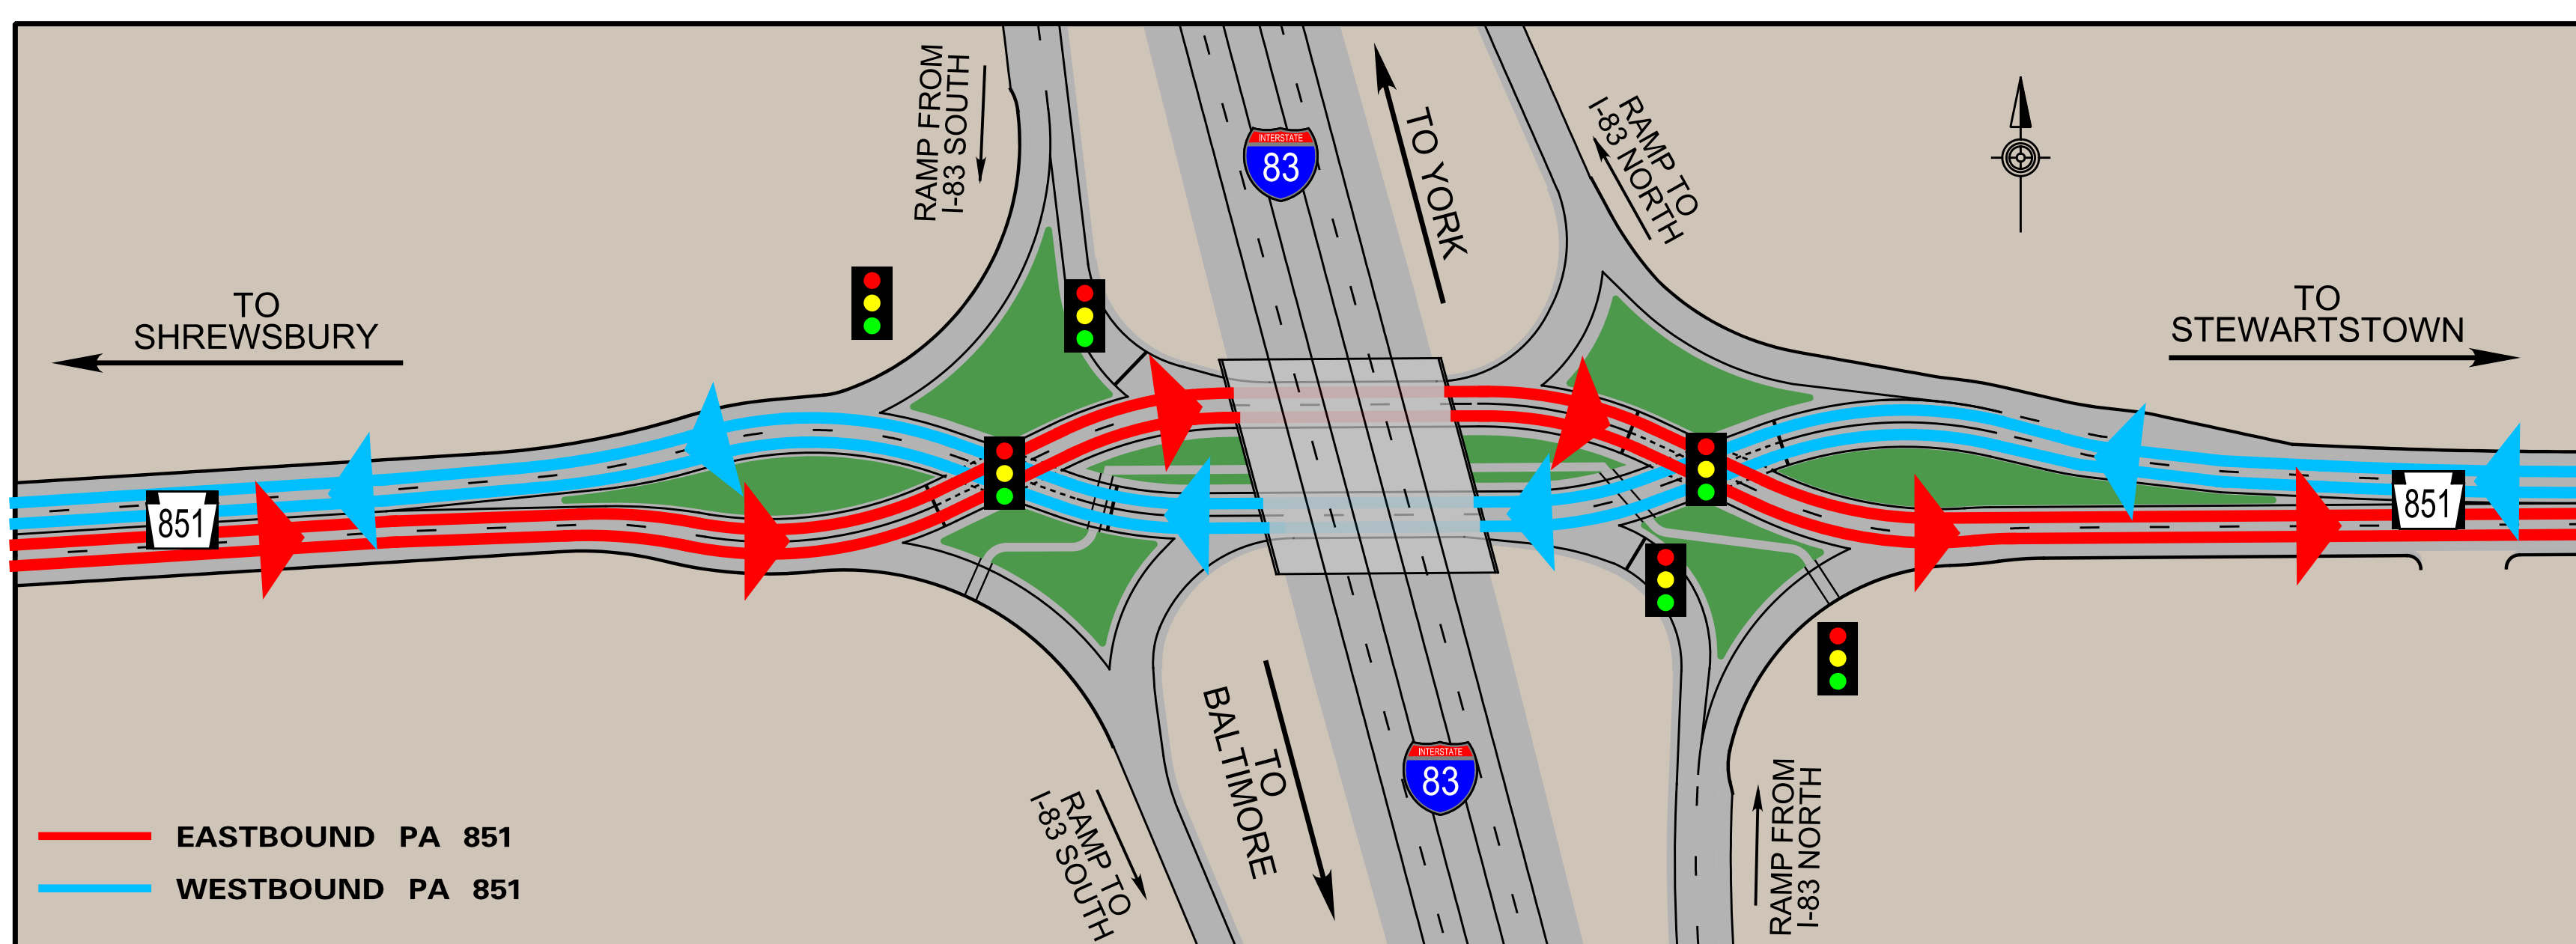 RAMP FROM
I-83 SOUTH
INTERSTATE
83
TO YORK
RAMP TO
I-83 NORTH
TO
SHREWSBURY
TO
STEWARTSTOWN
851
851
TO
BALTIMORE
INTERSTATE
83
RAMP TO
I-83 SOUTH
RAMP FROM
I-83 NORTH
EASTBOUND PA 851
WESTBOUND PA 851